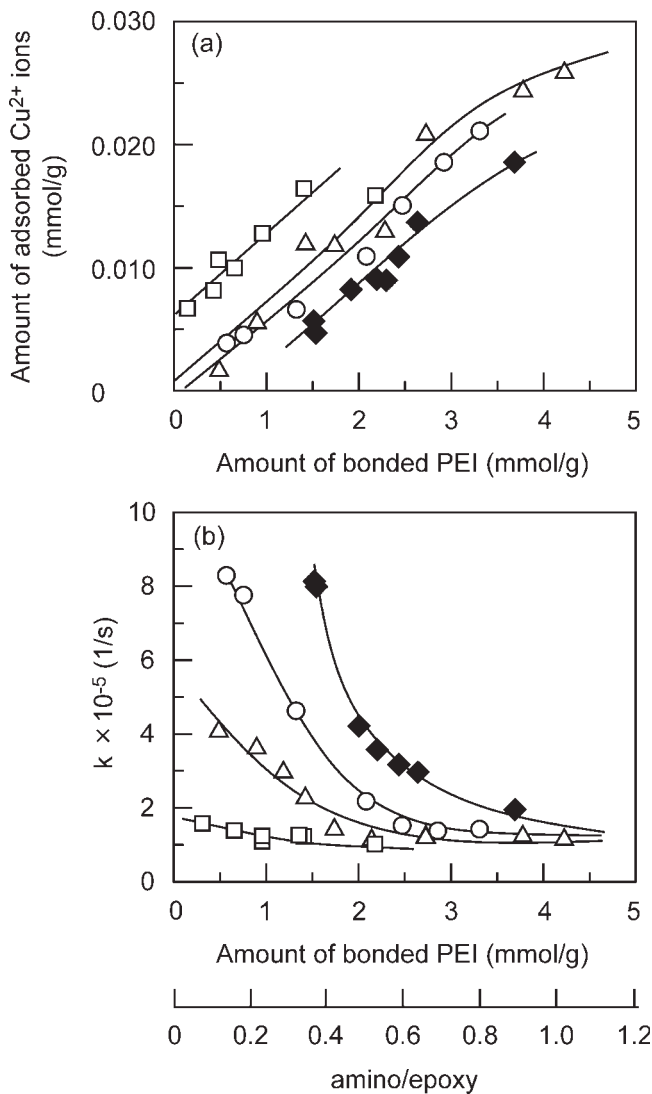 0.030
(a)
0.020
0.010
0
Amount of adsorbed Cu²⁺ ions
(mmol/g)
0 1 2 3 4 5
Amount of bonded PEI (mmol/g)
10
(b)
8
6
4
2
0
k × 10⁻⁵ (1/s)
0 1 2 3 4 5
Amount of bonded PEI (mmol/g)
0 0.2 0.4 0.6 0.8 1.0 1.2
amino/epoxy